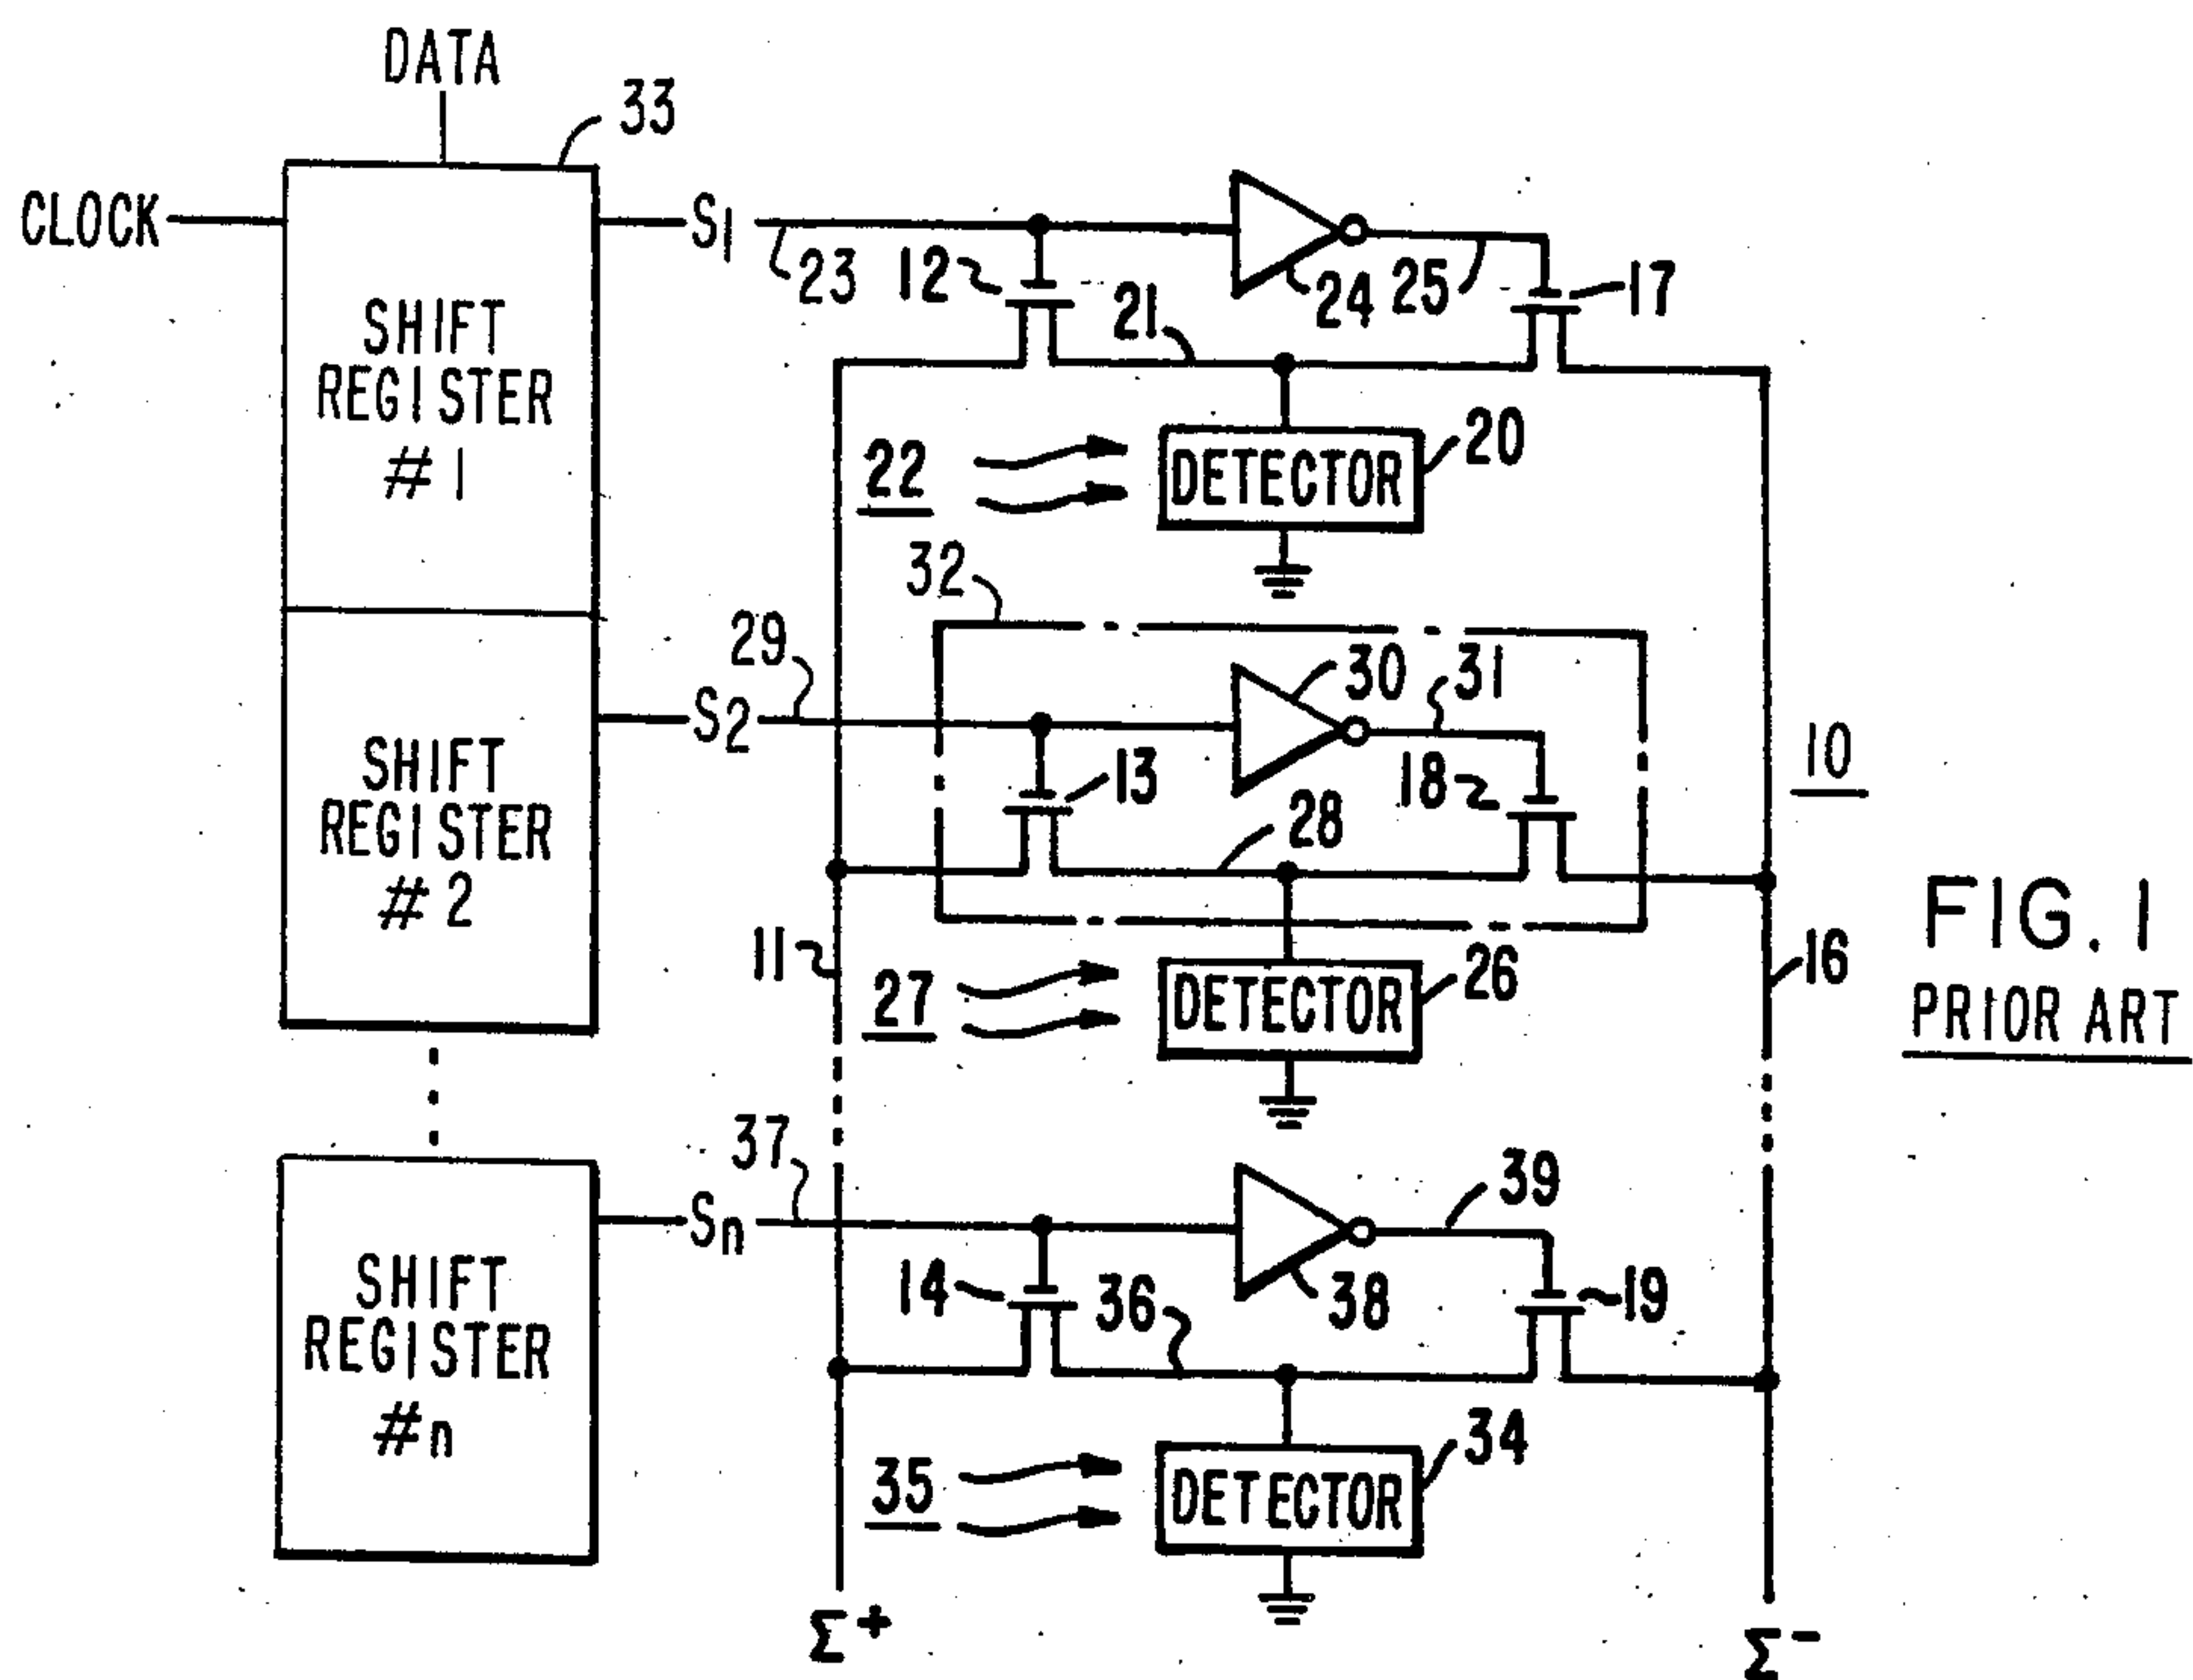 DATA
33
CLOCK
S1
23
12
21
24
25
17
SHIFT
REGISTER
#1
22
DETECTOR
20
32
29
S2
30
31
13
18
28
10
SHIFT
REGISTER
#2
11
27
DETECTOR
26
16
FIG. 1
PRIOR ART
37
Sn
39
14
36
38
19
SHIFT
REGISTER
#n
35
DETECTOR
34
Σ+
Σ-